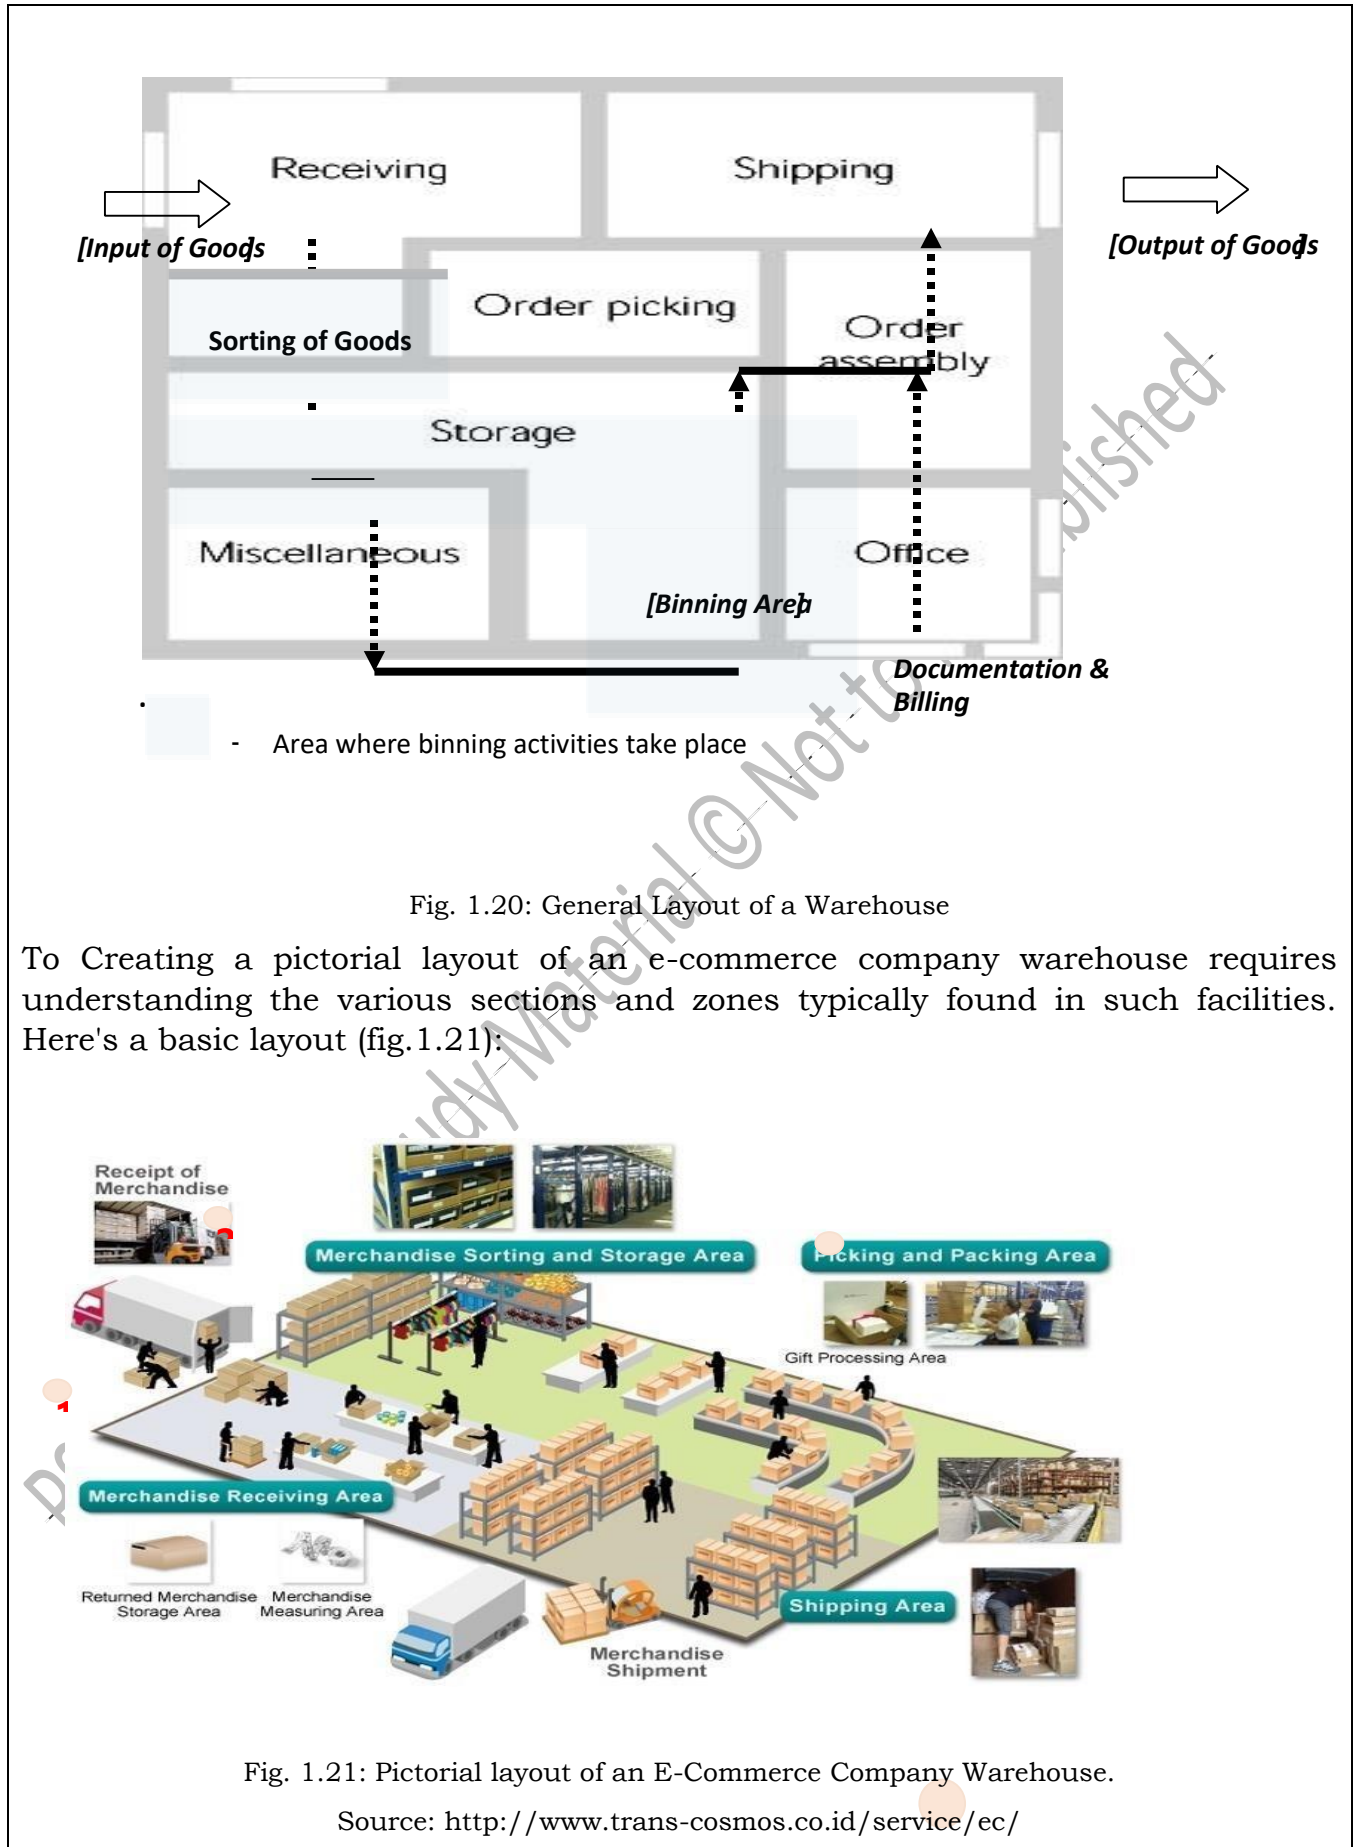 Receiving
Shipping
[Input of Goods]
[Output of Goods]
Order picking
Sorting of Goods
Order
assembly
Storage
Miscellaneous
Office
[Binning Area]
Documentation &
Billing
- Area where binning activities take place
Fig. 1.20: General Layout of a Warehouse
To Creating a pictorial layout of an e-commerce company warehouse requires
understanding the various sections and zones typically found in such facilities.
Here's a basic layout (fig.1.21):
Receipt of
Merchandise
Merchandise Sorting and Storage Area
Picking and Packing Area
Gift Processing Area
Merchandise Receiving Area
Returned Merchandise
Storage Area
Merchandise
Measuring Area
Shipping Area
Merchandise
Shipment
Fig. 1.21: Pictorial layout of an E-Commerce Company Warehouse.
Source: http://www.trans-cosmos.co.id/service/ec/
Material © Not to